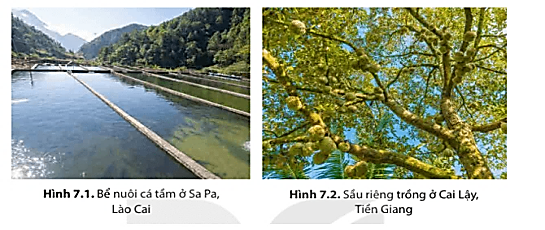 Hình 7.1. Bể nuôi cá tầm ở Sa Pa,
Lào Cai
Hình 7.2. Sầu riêng trồng ở Cai Lậy,
Tiền Giang